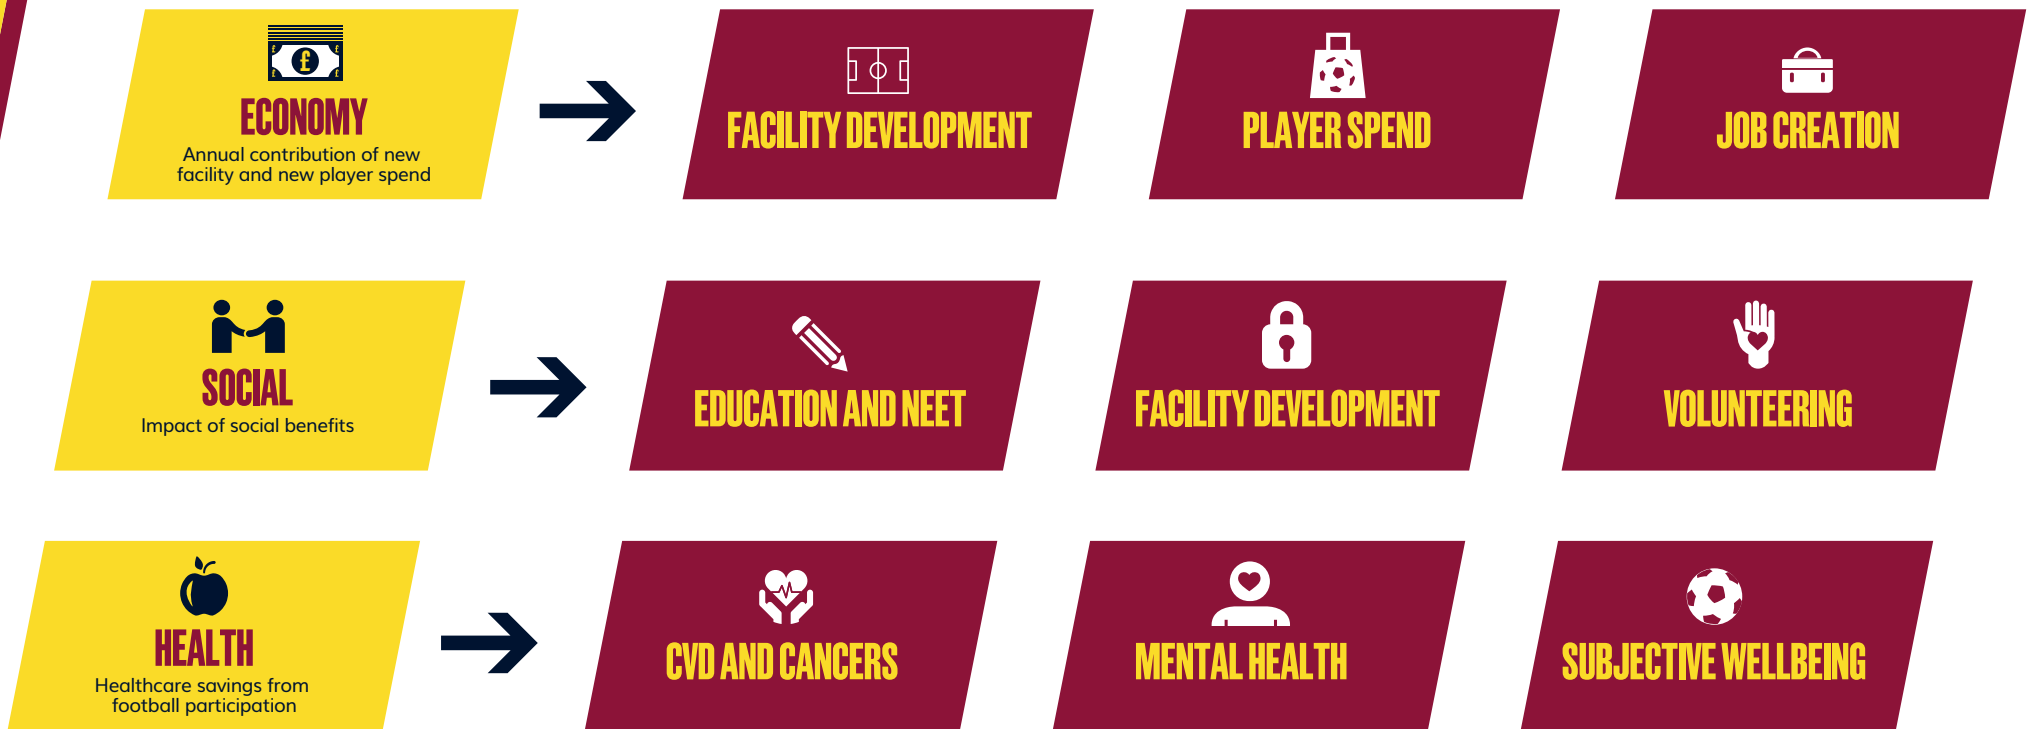 ECONOMY
Annual contribution of new
facility and new player spend
FACILITY DEVELOPMENT
PLAYER SPEND
JOB CREATION
SOCIAL
Impact of social benefits
EDUCATION AND NEET
FACILITY DEVELOPMENT
VOLUNTEERING
HEALTH
Healthcare savings from
football participation
CVD AND CANCERS
MENTAL HEALTH
SUBJECTIVE WELLBEING